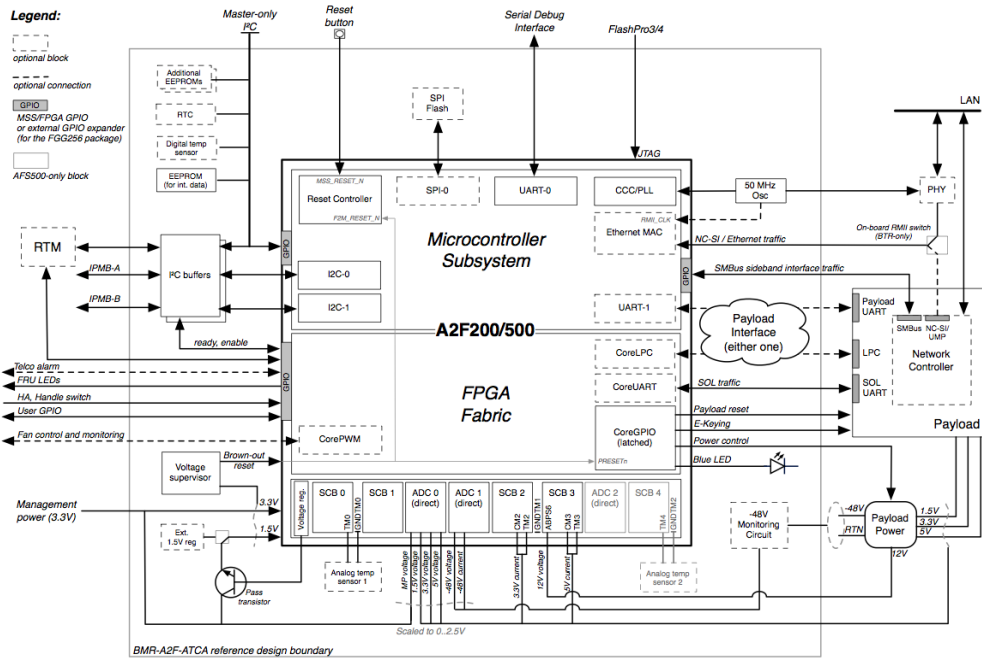 Legend:
optional block
optional connection
GPIO
MSS/FPGA GPIO
or external GPIO expander
(for the FGG256 package)
AFS500-only block
Master-only
I²C
Reset
button
Serial Debug
Interface
FlashPro3/4
LAN
Additional
EEPROMs
RTC
Digital temp
sensor
EEPROM
(for int. data)
SPI
Flash
JTAG
MSS_RESET_N
Reset Controller
F2M_RESET_N
SPI-0
UART-0
CCC/PLL
50 MHz
Osc
PHY
RMII_CLK
Ethernet MAC
On-board RMII switch
(BTR-only)
NC-SI / Ethernet traffic
Microcontroller
Subsystem
RTM
IPMB-A
IPMB-B
I²C buffers
GPIO
I2C-0
I2C-1
GPIO
SMBus sideband interface traffic
UART-1
Payload
Interface
(either one)
Payload
UART
SMBus
NC-SI/
UMP
Network
Controller
LPC
SOL
UART
Payload
A2F200/500
ready, enable
Telco alarm
FRU LEDs
HA, Handle switch
User GPIO
Fan control and monitoring
GPIO
FPGA
Fabric
CoreLPC
CoreUART
SOL traffic
CorePWM
CoreGPIO
(latched)
PRESETn
Payload reset
E-Keying
Power control
Blue LED
Voltage
supervisor
Brown-out
reset
Management
power (3.3V)
3.3V
1.5V
Ext.
1.5V reg
Pass
transistor
Voltage reg.
SCB 0
TM0
GNDTM0
SCB 1
ADC 0
(direct)
ADC 1
(direct)
SCB 2
CM2
TM2
GNDTM1
SCB 3
ABPS6
CM3
TM3
ADC 2
(direct)
SCB 4
TM4
GNDTM2
-48V
Monitoring
Circuit
-48V
RTN
Payload
Power
1.5V
3.3V
5V
12V
Analog temp
sensor 1
MP voltage
1.5V voltage
3.3V voltage
5V voltage
-48V voltage
-48V current
3.3V current
12V voltage
5V current
Analog temp
sensor 2
Scaled to 0..2.5V
BMR-A2F-ATCA reference design boundary